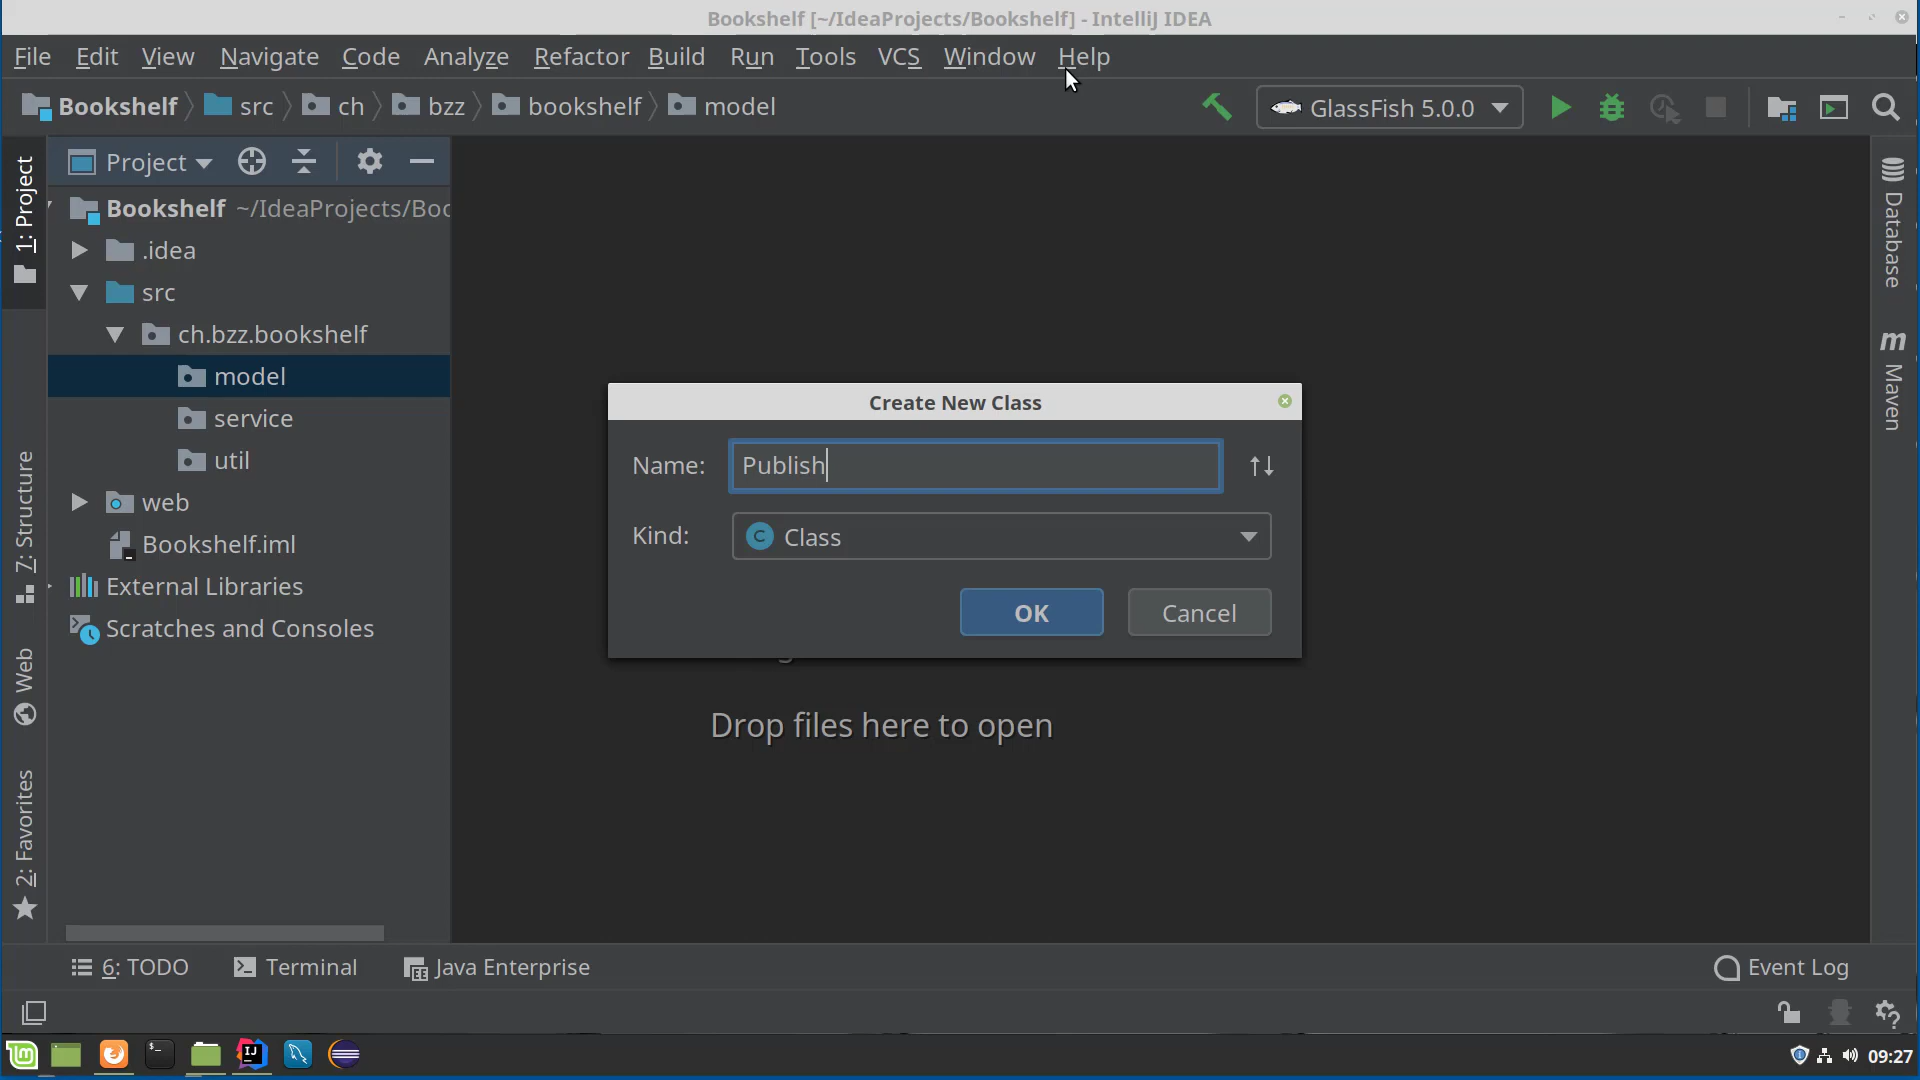 Bookshelf [~/IdeaProjects/Bookshelf] - IntelliJ IDEA
File Edit View Navigate Code Analyze Refactor Build Run Tools VCS Window Help
Bookshelf src ch bzz bookshelf model
GlassFish 5.0.0
1: Project
7: Structure
Web
2: Favorites
Project
Bookshelf ~/IdeaProjects/Boo
.idea
src
ch.bzz.bookshelf
model
service
util
web
Bookshelf.iml
External Libraries
Scratches and Consoles
Create New Class
Name: Publish
Kind: C Class
OK Cancel
Drop files here to open
Database
m Maven
6: TODO Terminal Java Enterprise
Event Log
09:27